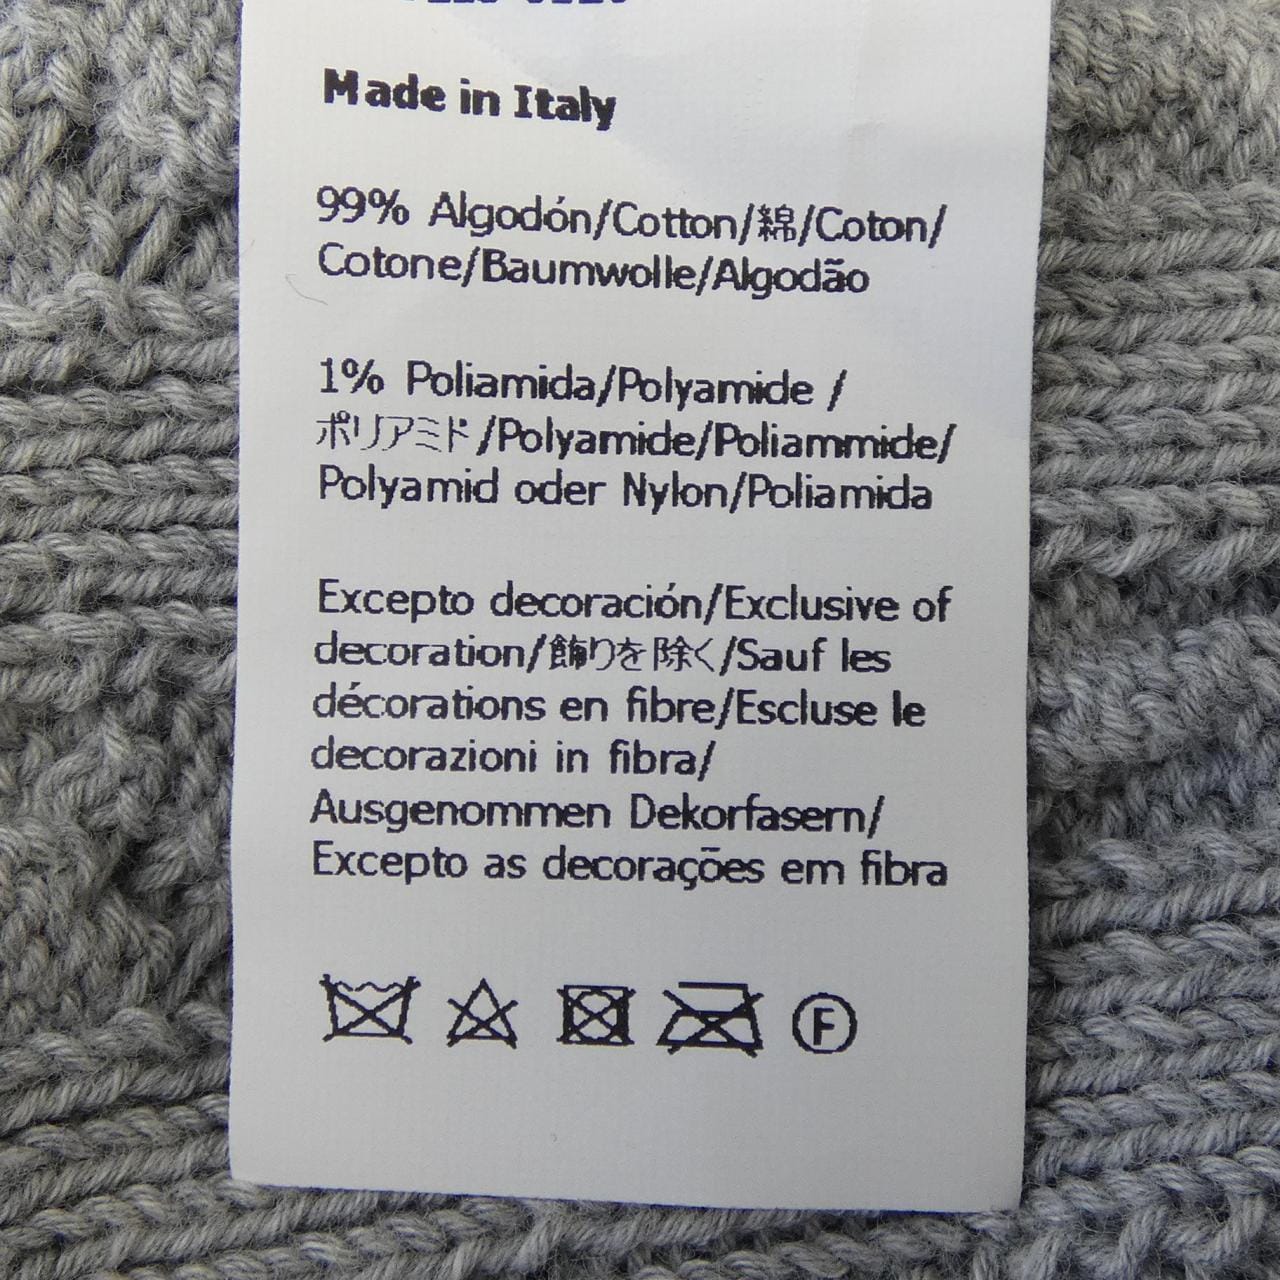 Made in Italy
99% Algodón/Cotton/綿/Coton/
Cotone/Baumwolle/Algodão
1% Poliamida/Polyamide /
ポリアミド/Polyamide/Poliammide/
Polyamid oder Nylon/Poliamida
Excepto decoración/Exclusive of
decoration/飾りを除く/Sauf les
décorations en fibre/Escluse le
decorazioni in fibra/
Ausgenommen Dekorfasern/
Excepto as decorações em fibra
F